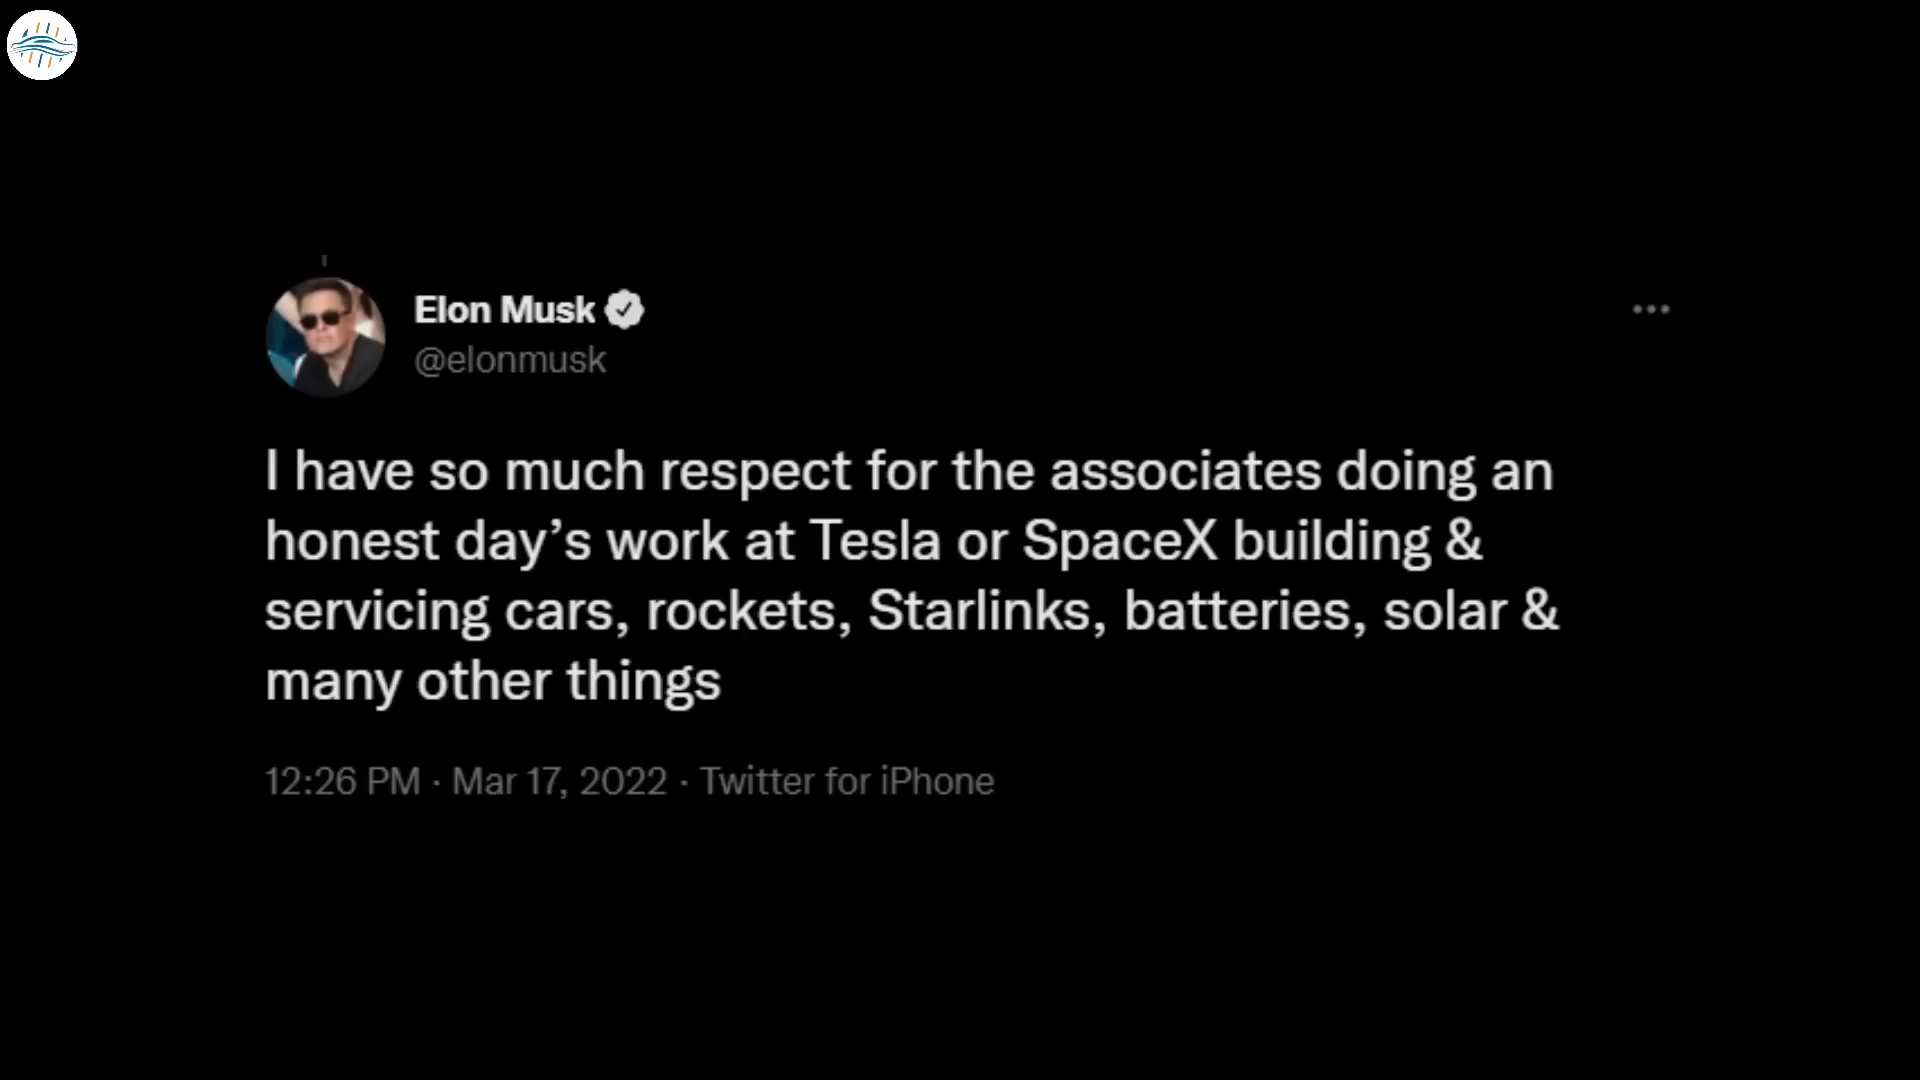 Elon Musk
@elonmusk
I have so much respect for the associates doing an
honest day’s work at Tesla or SpaceX building &
servicing cars, rockets, Starlinks, batteries, solar &
many other things
12:26 PM · Mar 17, 2022 · Twitter for iPhone